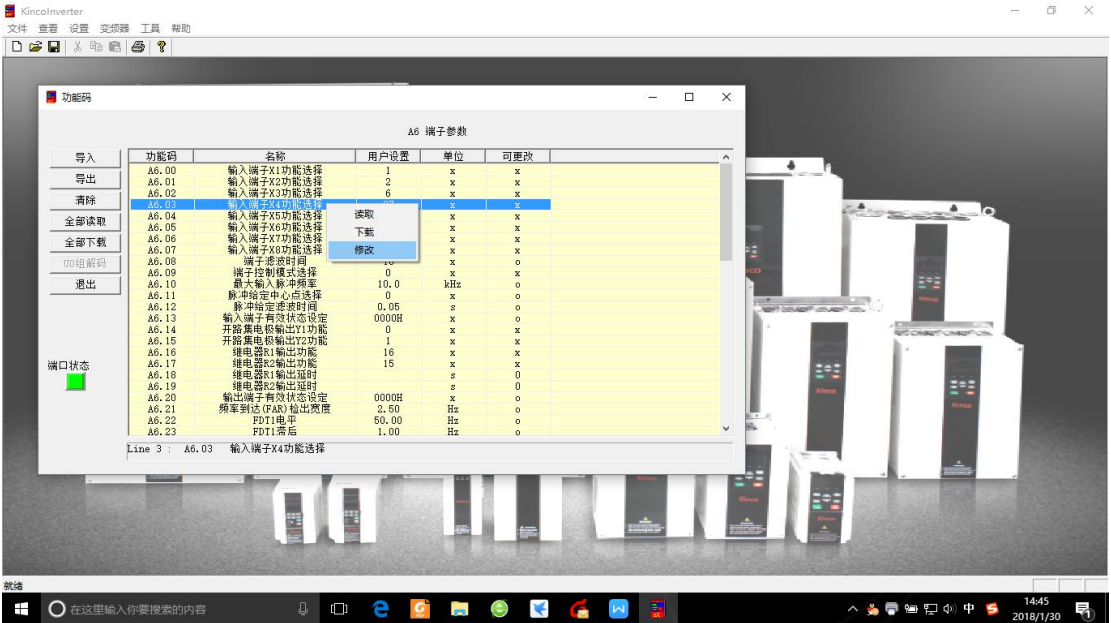 KincoInverter
文件 查看 设置 变频器 工具 帮助
功能码
A6 端子参数
导入
导出
清除
全部读取
全部下载
U0组解码
退出
端口状态
功能码 名称 用户设置 单位 可更改
A6.00 输入端子X1功能选择 1 x x
A6.01 输入端子X2功能选择 2 x x
A6.02 输入端子X3功能选择 6 x x
A6.03 输入端子X4功能选择 x x
A6.04 输入端子X5功能选择 x x
A6.05 输入端子X6功能选择 x x
A6.06 输入端子X7功能选择 x x
A6.07 输入端子X8功能选择 x x
A6.08 端子滤波时间 x x
A6.09 端子控制模式选择 0 x x
A6.10 最大输入脉冲频率 10.0 kHz o
A6.11 脉冲给定中心点选择 0 x o
A6.12 脉冲给定滤波时间 0.05 s o
A6.13 输入端子有效状态设定 0000H x o
A6.14 开路集电极输出Y1功能 0 x x
A6.15 开路集电极输出Y2功能 1 x x
A6.16 继电器R1输出功能 16 x x
A6.17 继电器R2输出功能 15 x x
A6.18 继电器R1输出延时 s 0
A6.19 继电器R2输出延时 s 0
A6.20 输出端子有效状态设定 0000H x o
A6.21 频率到达(FAR)检出宽度 2.50 Hz o
A6.22 FDT1电平 50.00 Hz o
A6.23 FDT1滞后 1.00 Hz o
读取
下载
修改
Line 3 : A6.03 输入端子X4功能选择
Kinco
Kinco
Kinco
Kinco
Kinco
就绪
在这里输入你要搜索的内容
中
14:45
2018/1/30